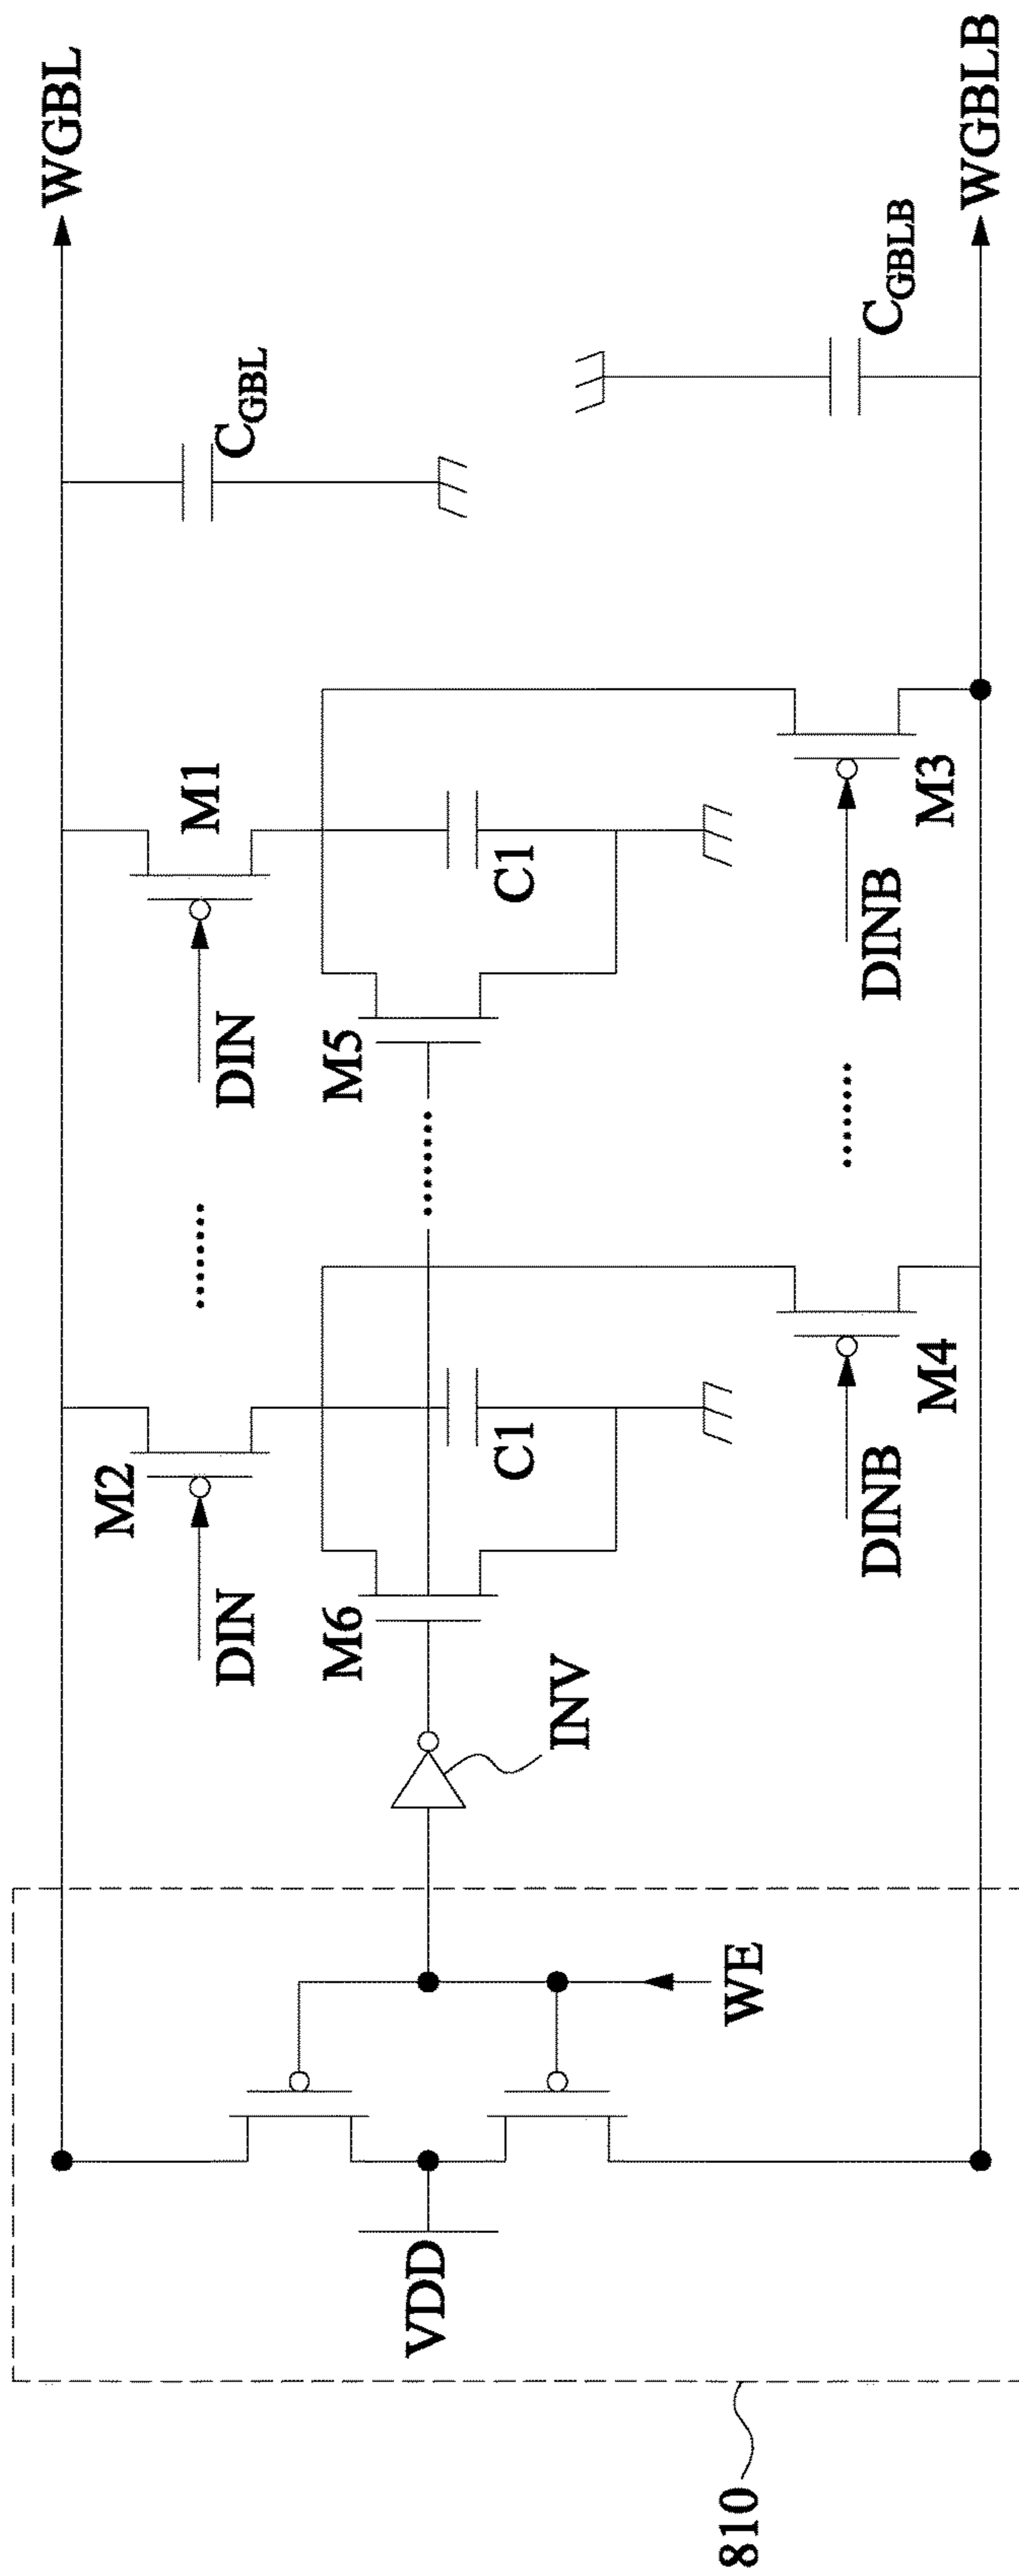 WGBL
C_GBL
M1
M2
DIN
DIN
M5
M6
C1
C1
INV
VDD
WE
C_GBLB
M3
M4
DINB
DINB
WGBLB
810